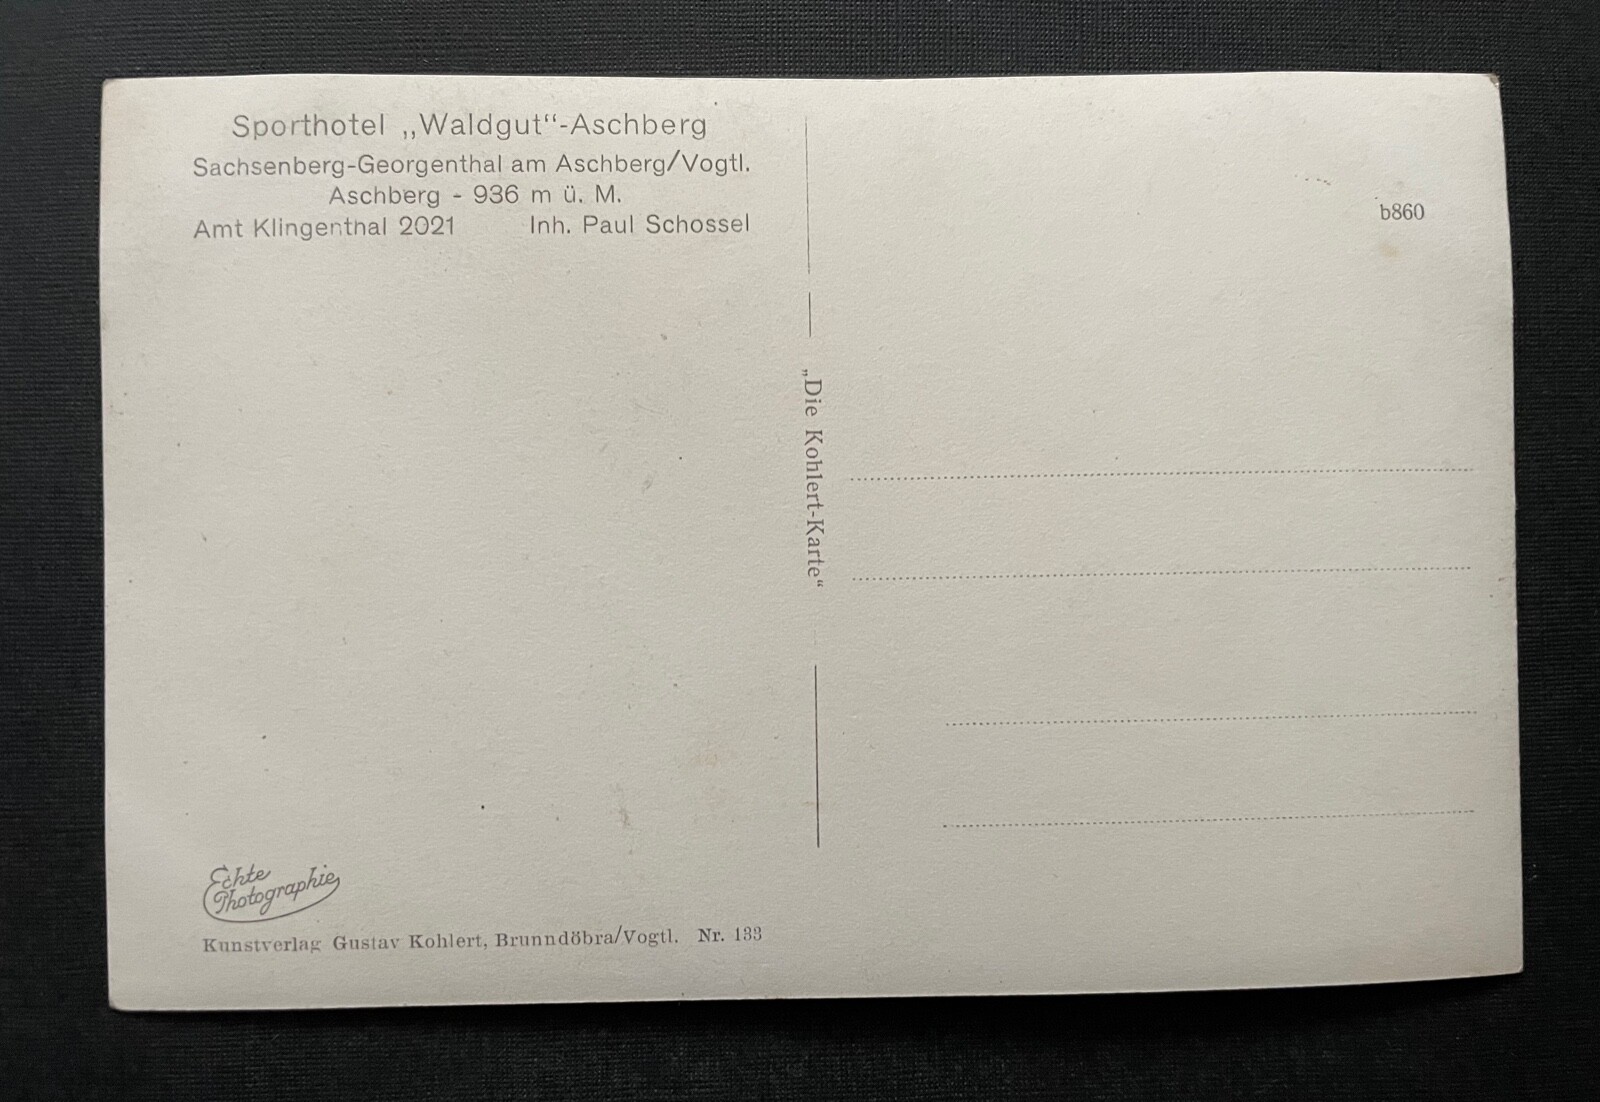 Sporthotel „Waldgut“-Aschberg
Sachsenberg-Georgenthal am Aschberg/Vogtl.
Aschberg - 936 m ü. M.
Amt Klingenthal 2021 Inh. Paul Schossel
b860
„Die Kohlert-Karte“
Echte
Photographie
Kunstverlag Gustav Kohlert, Brunndöbra/Vogtl. Nr. 133